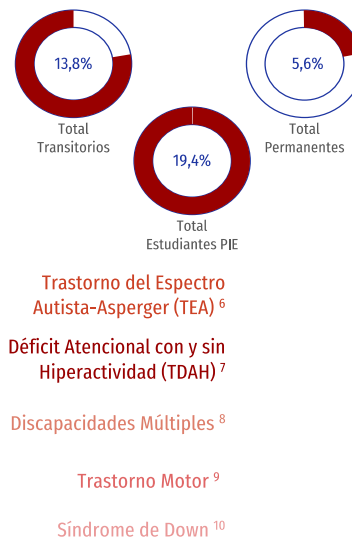 13,8%
Total
Transitorios
5,6%
Total
Permanentes
19,4%
Total
Estudiantes PIE
Trastorno del Espectro
Autista-Asperger (TEA) 6
Déficit Atencional con y sin
Hiperactividad (TDAH) 7
Discapacidades Múltiples 8
Trastorno Motor 9
Síndrome de Down 10